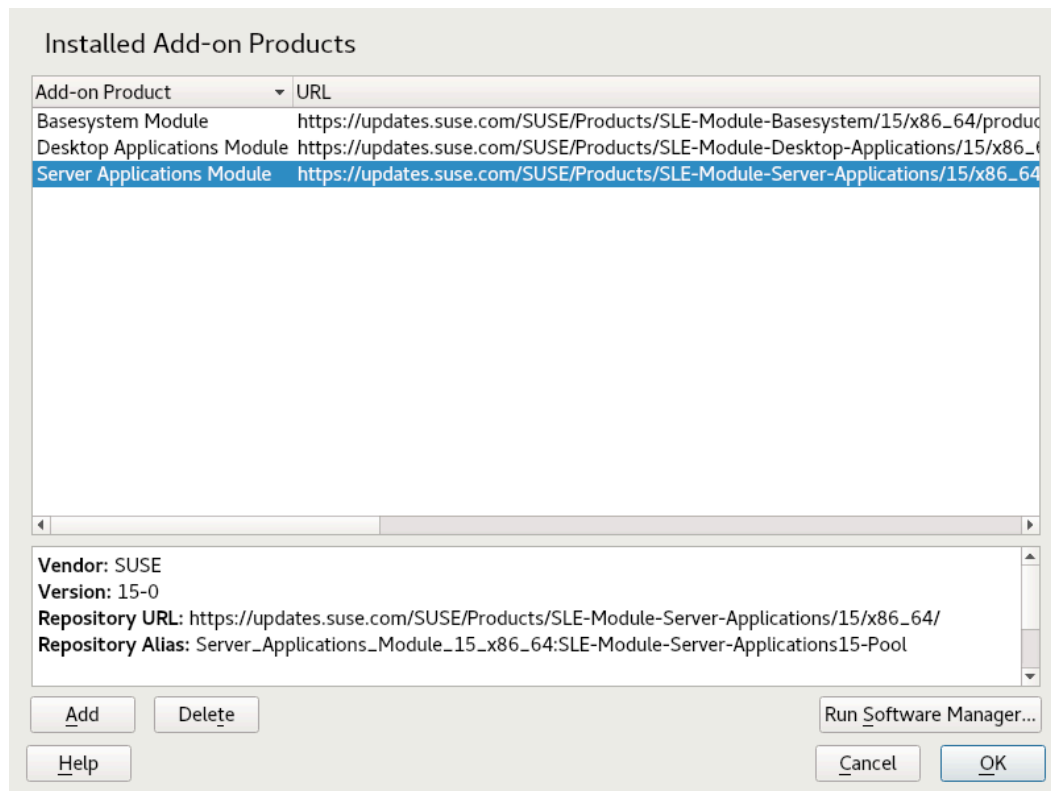 Installed Add-on Products
Add-on Product URL
Basesystem Module https://updates.suse.com/SUSE/Products/SLE-Module-Basesystem/15/x86_64/produc
Desktop Applications Module https://updates.suse.com/SUSE/Products/SLE-Module-Desktop-Applications/15/x86_6
Server Applications Module https://updates.suse.com/SUSE/Products/SLE-Module-Server-Applications/15/x86_64
Vendor: SUSE
Version: 15-0
Repository URL: https://updates.suse.com/SUSE/Products/SLE-Module-Server-Applications/15/x86_64/
Repository Alias: Server_Applications_Module_15_x86_64:SLE-Module-Server-Applications15-Pool
Add Delete Run Software Manager...
Help Cancel OK